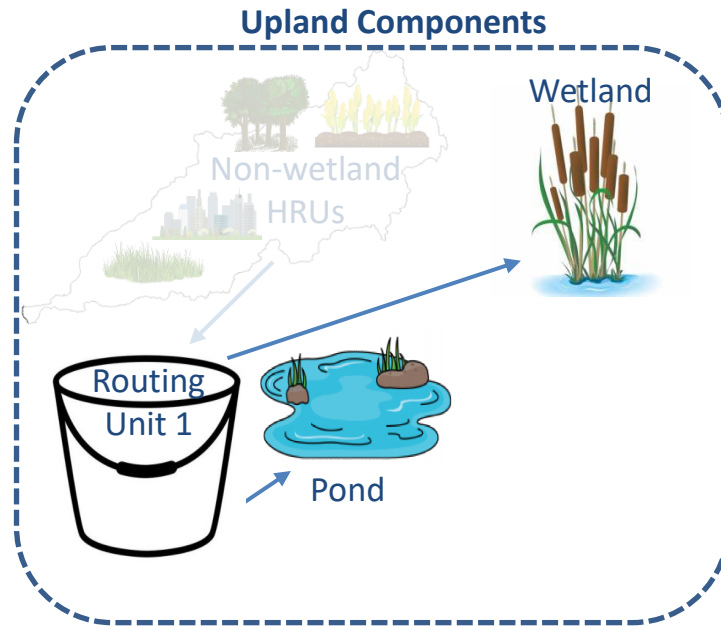 Upland Components
Wetland
Non-wetland
HRUs
Routing
Unit 1
Pond